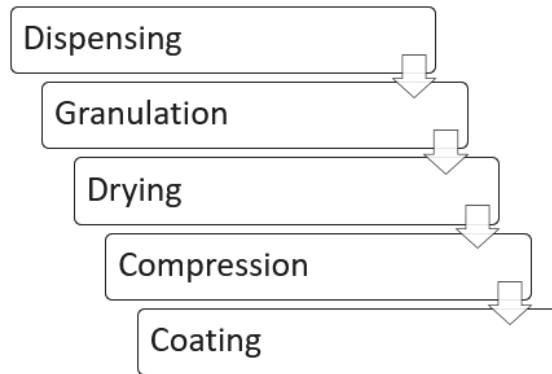 Dispensing
Granulation
Drying
Compression
Coating